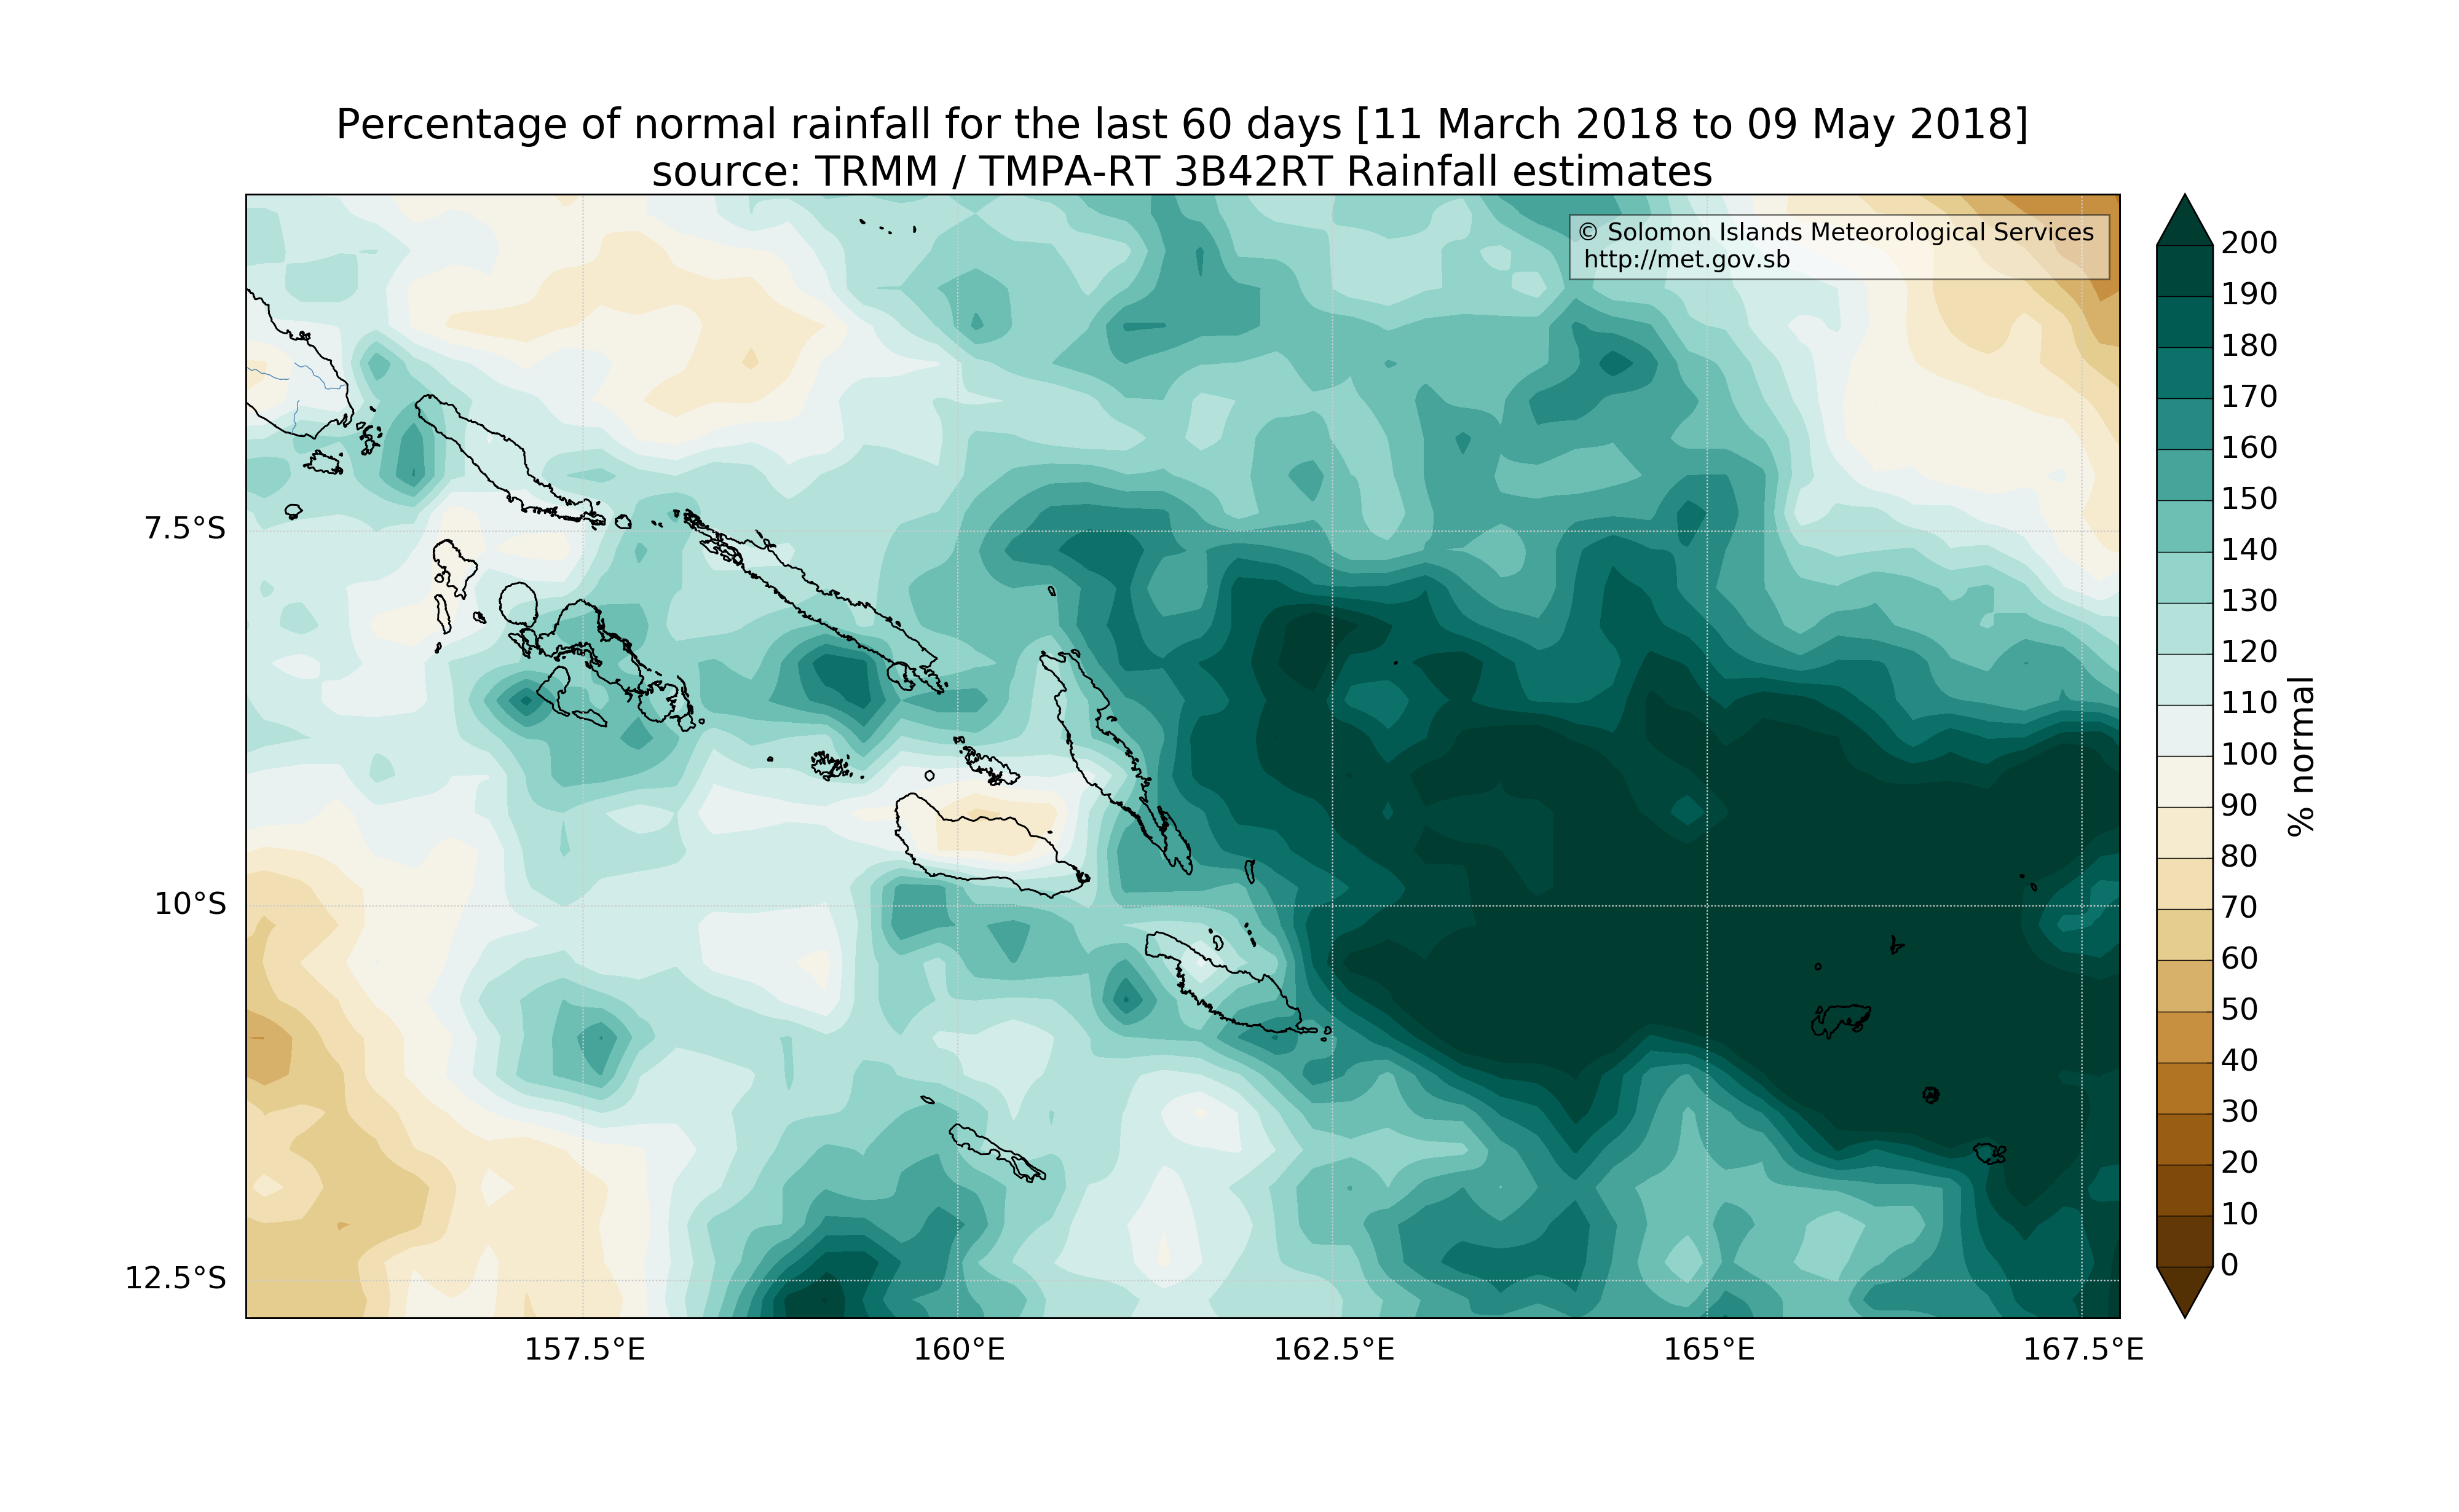 Percentage of normal rainfall for the last 60 days [11 March 2018 to 09 May 2018]
source: TRMM / TMPA-RT 3B42RT Rainfall estimates
© Solomon Islands Meteorological Services
http://met.gov.sb
7.5°S
10°S
12.5°S
157.5°E
160°E
162.5°E
165°E
167.5°E
200
190
180
170
160
150
140
130
120
110
100
90
80
70
60
50
40
30
20
10
0
% normal